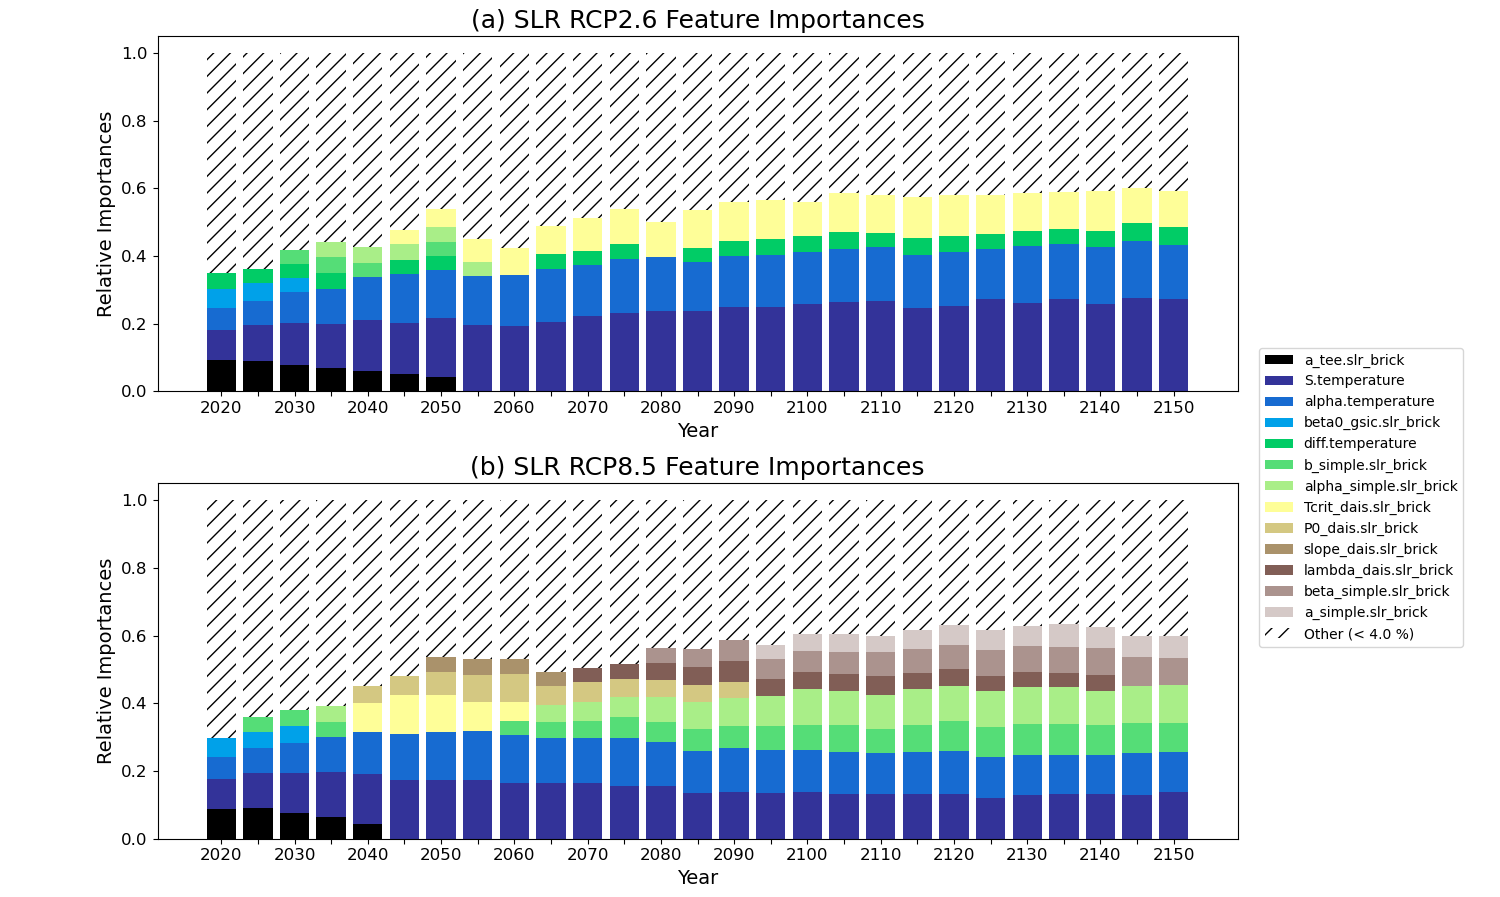 (a) SLR RCP2.6 Feature Importances
Relative Importances
1.0
0.8
0.6
0.4
0.2
0.0
2020 2030 2040 2050 2060 2070 2080 2090 2100 2110 2120 2130 2140 2150
Year
(b) SLR RCP8.5 Feature Importances
Relative Importances
1.0
0.8
0.6
0.4
0.2
0.0
2020 2030 2040 2050 2060 2070 2080 2090 2100 2110 2120 2130 2140 2150
Year
a_tee.slr_brick
S.temperature
alpha.temperature
beta0_gsic.slr_brick
diff.temperature
b_simple.slr_brick
alpha_simple.slr_brick
Tcrit_dais.slr_brick
P0_dais.slr_brick
slope_dais.slr_brick
lambda_dais.slr_brick
beta_simple.slr_brick
a_simple.slr_brick
Other (< 4.0 %)